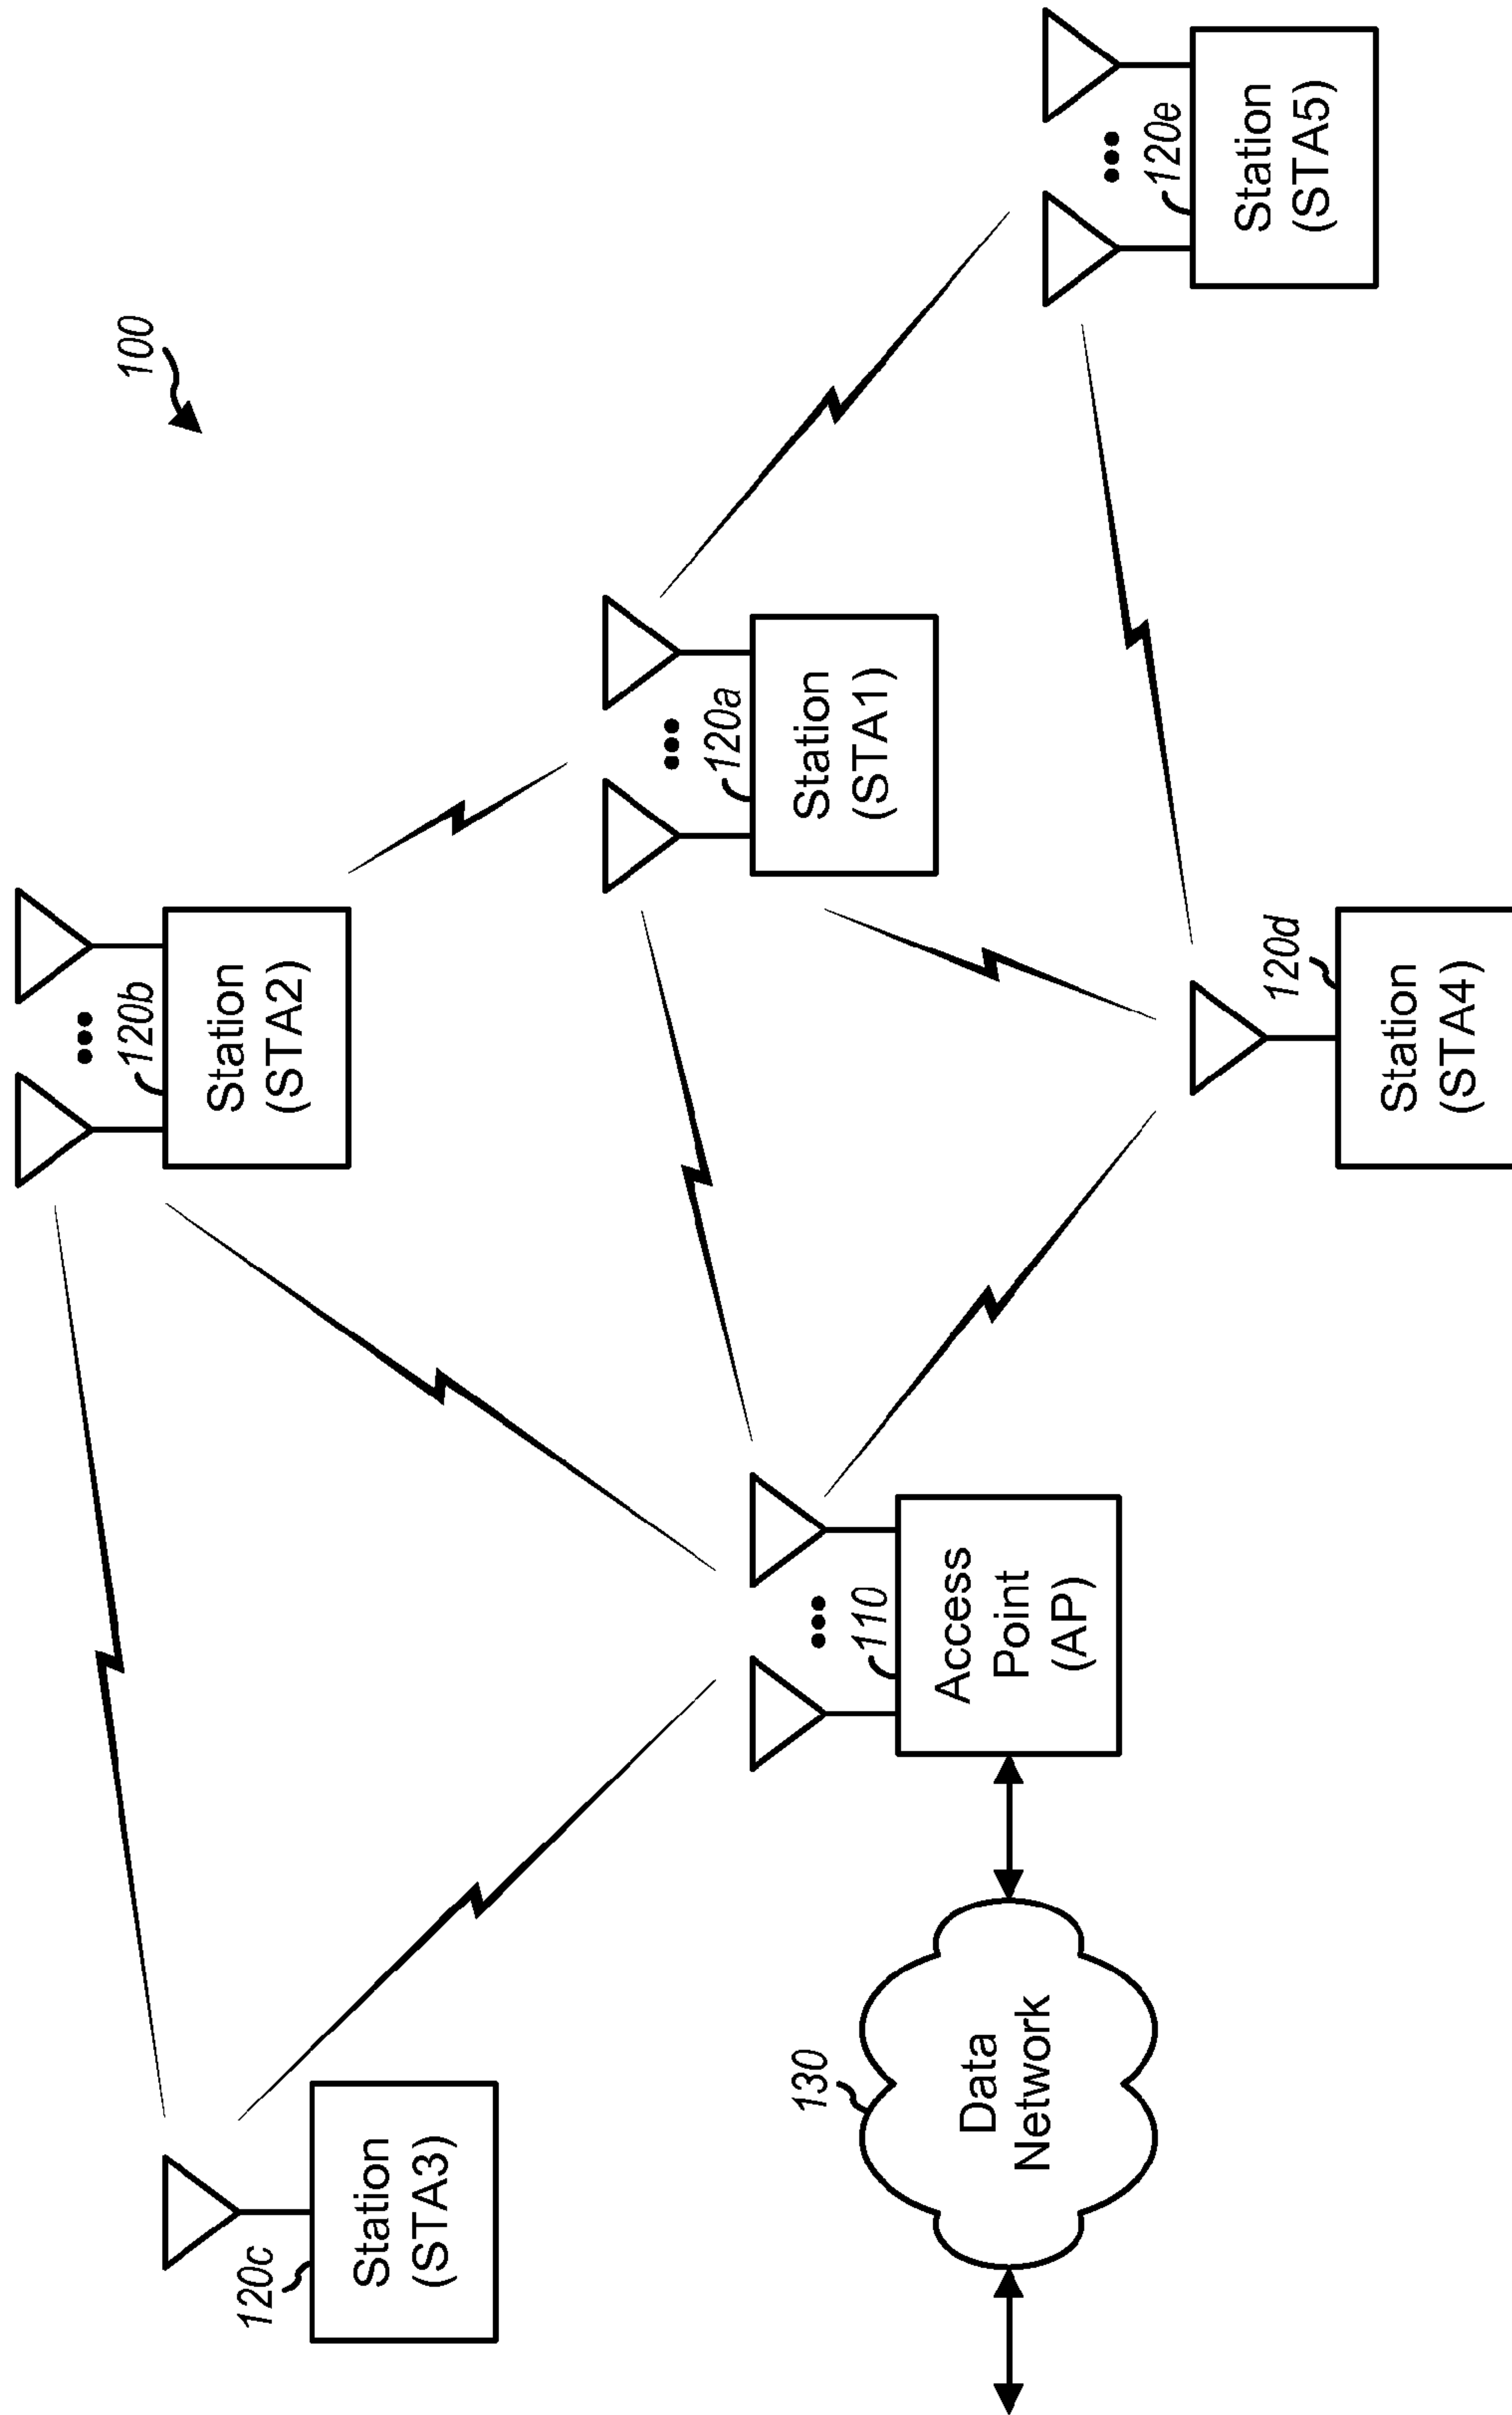 100
120b
Station
(STA2)
120c
Station
(STA3)
120a
Station
(STA1)
130
Data
Network
110
Access
Point
(AP)
120e
Station
(STA5)
120d
Station
(STA4)